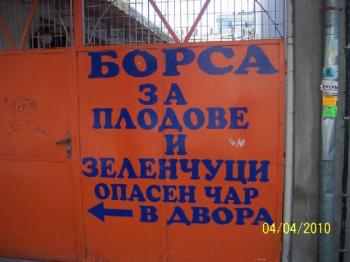 БОРСА
ЗА
ПЛОДОВЕ
И
ЗЕЛЕНЧУЦИ
ОПАСЕН ЧАР
В ДВОРА
04/04/2010